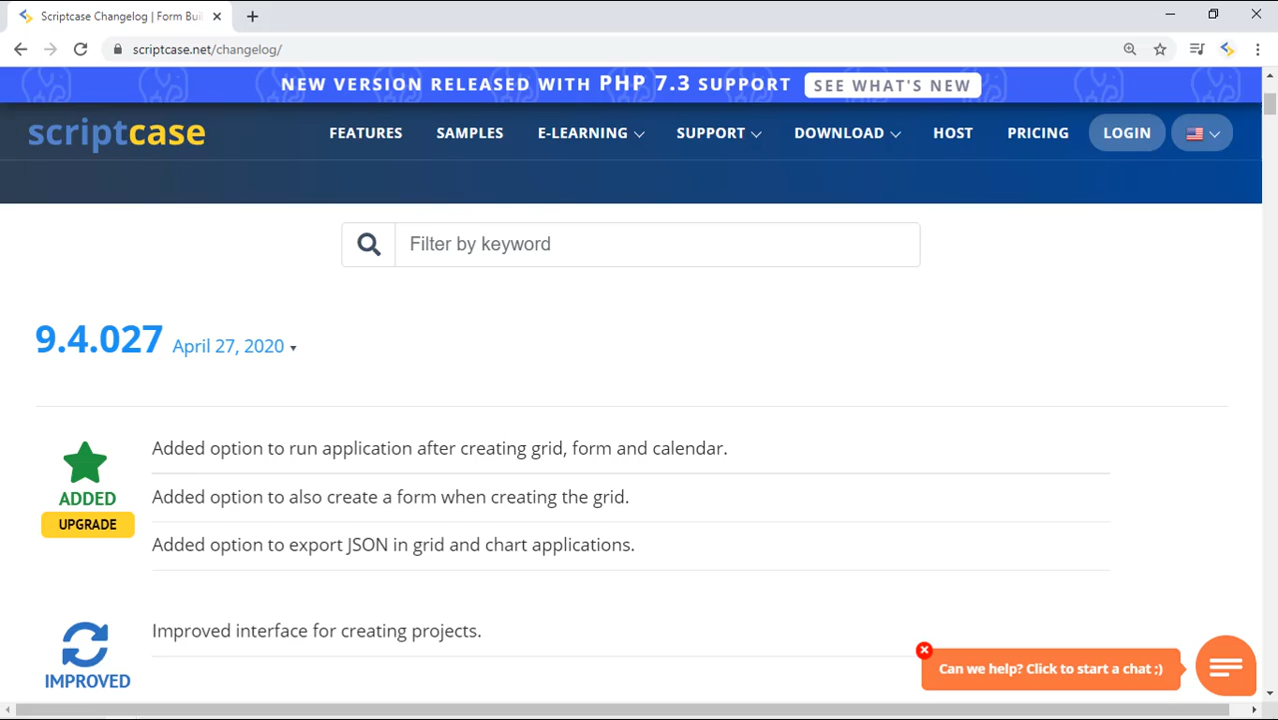 Scriptcase Changelog | Form Bui
scriptcase.net/changelog/
NEW VERSION RELEASED WITH PHP 7.3 SUPPORT SEE WHAT'S NEW
scriptcase FEATURES SAMPLES E-LEARNING SUPPORT DOWNLOAD HOST PRICING LOGIN
Filter by keyword
9.4.027 April 27, 2020
ADDED
UPGRADE
Added option to run application after creating grid, form and calendar.
Added option to also create a form when creating the grid.
Added option to export JSON in grid and chart applications.
IMPROVED
Improved interface for creating projects.
Can we help? Click to start a chat :)